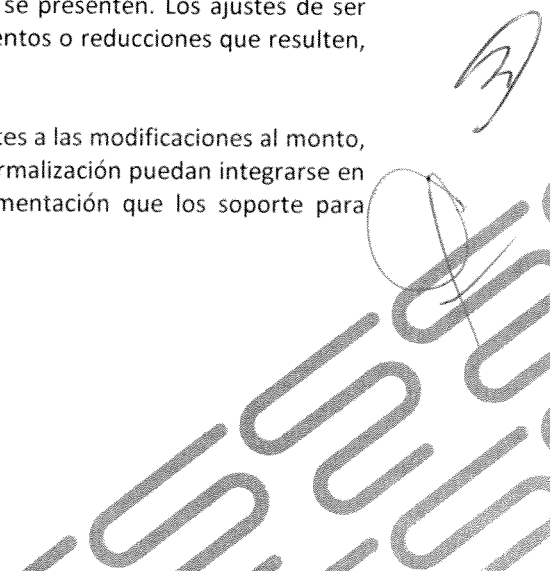 se presenten. Los ajustes de ser
entos o reducciones que resulten,
tes a las modificaciones al monto,
rmalización puedan integrarse en
mentación que los soporte para